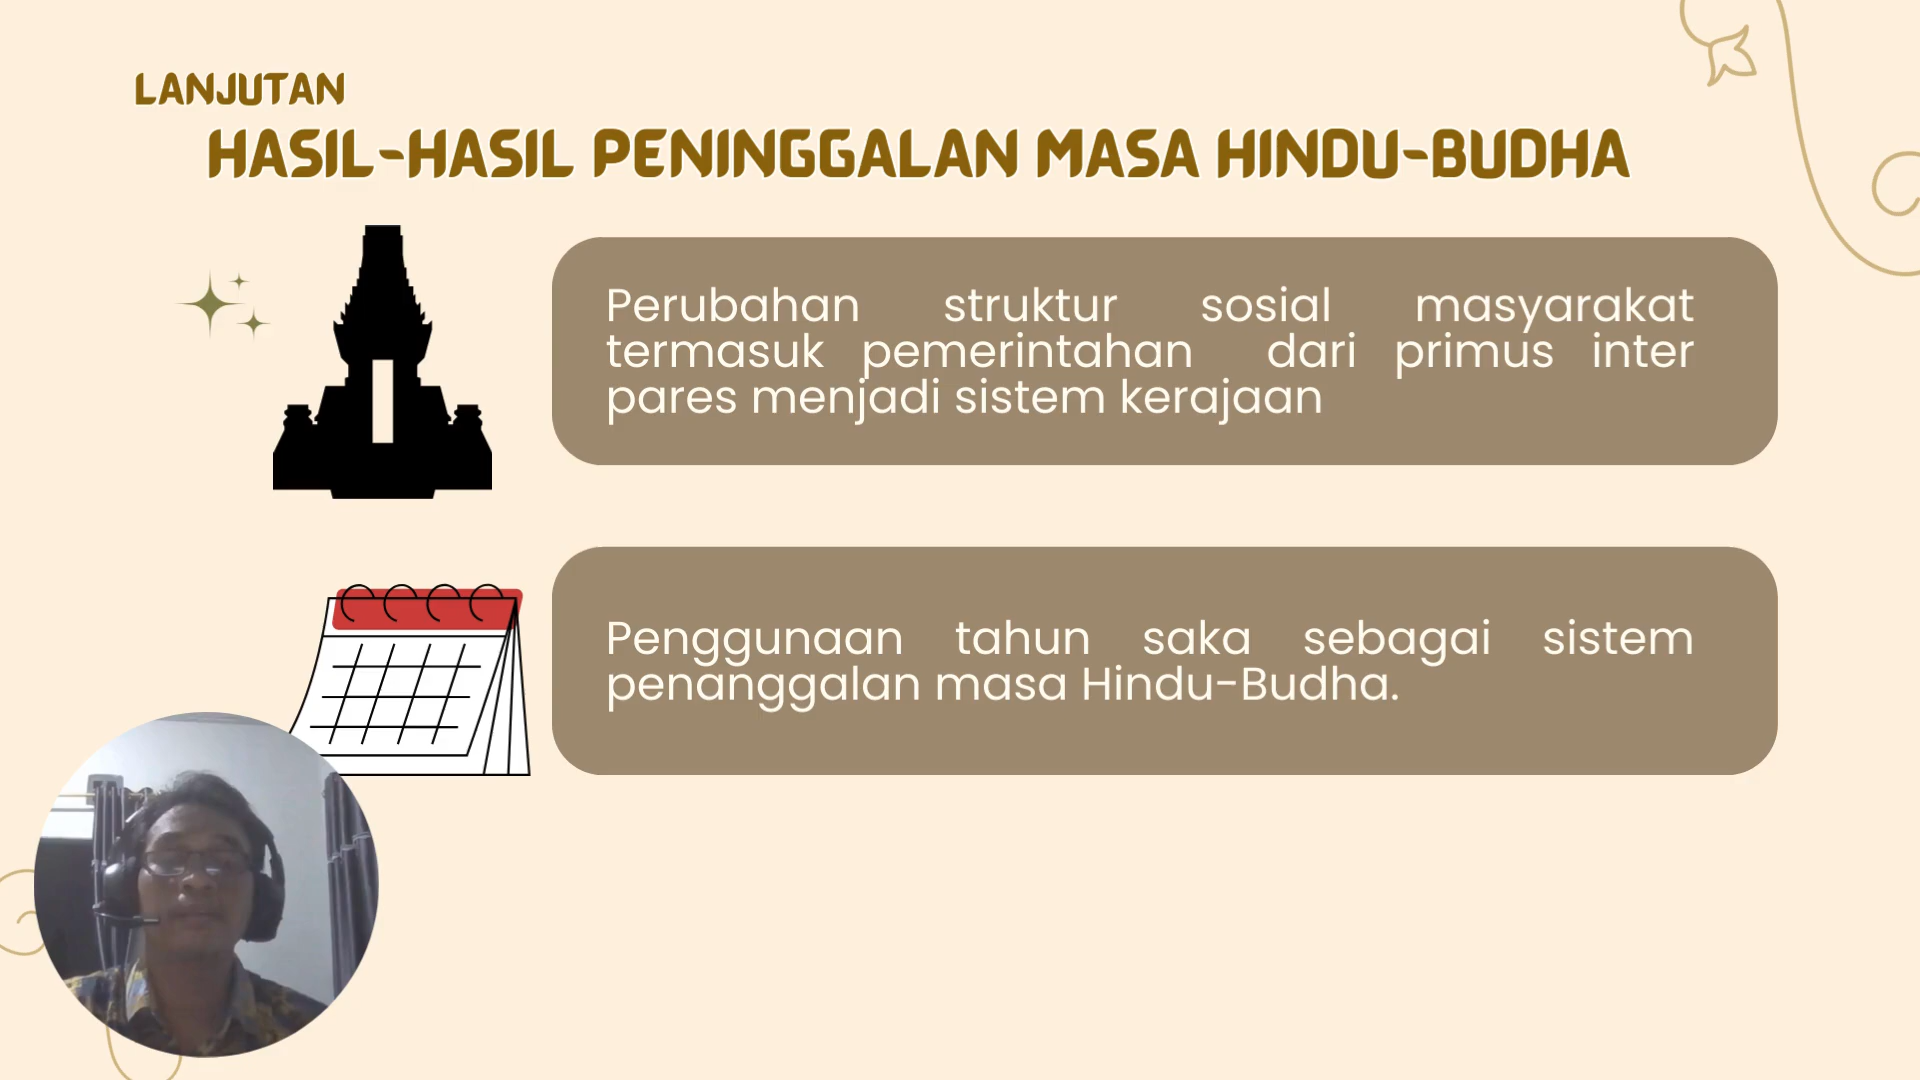 LANJUTAN
HASIL-HASIL PENINGGALAN MASA HINDU-BUDHA
Perubahan struktur sosial masyarakat
termasuk pemerintahan dari primus inter
pares menjadi sistem kerajaan
Penggunaan tahun saka sebagai sistem
penanggalan masa Hindu-Budha.